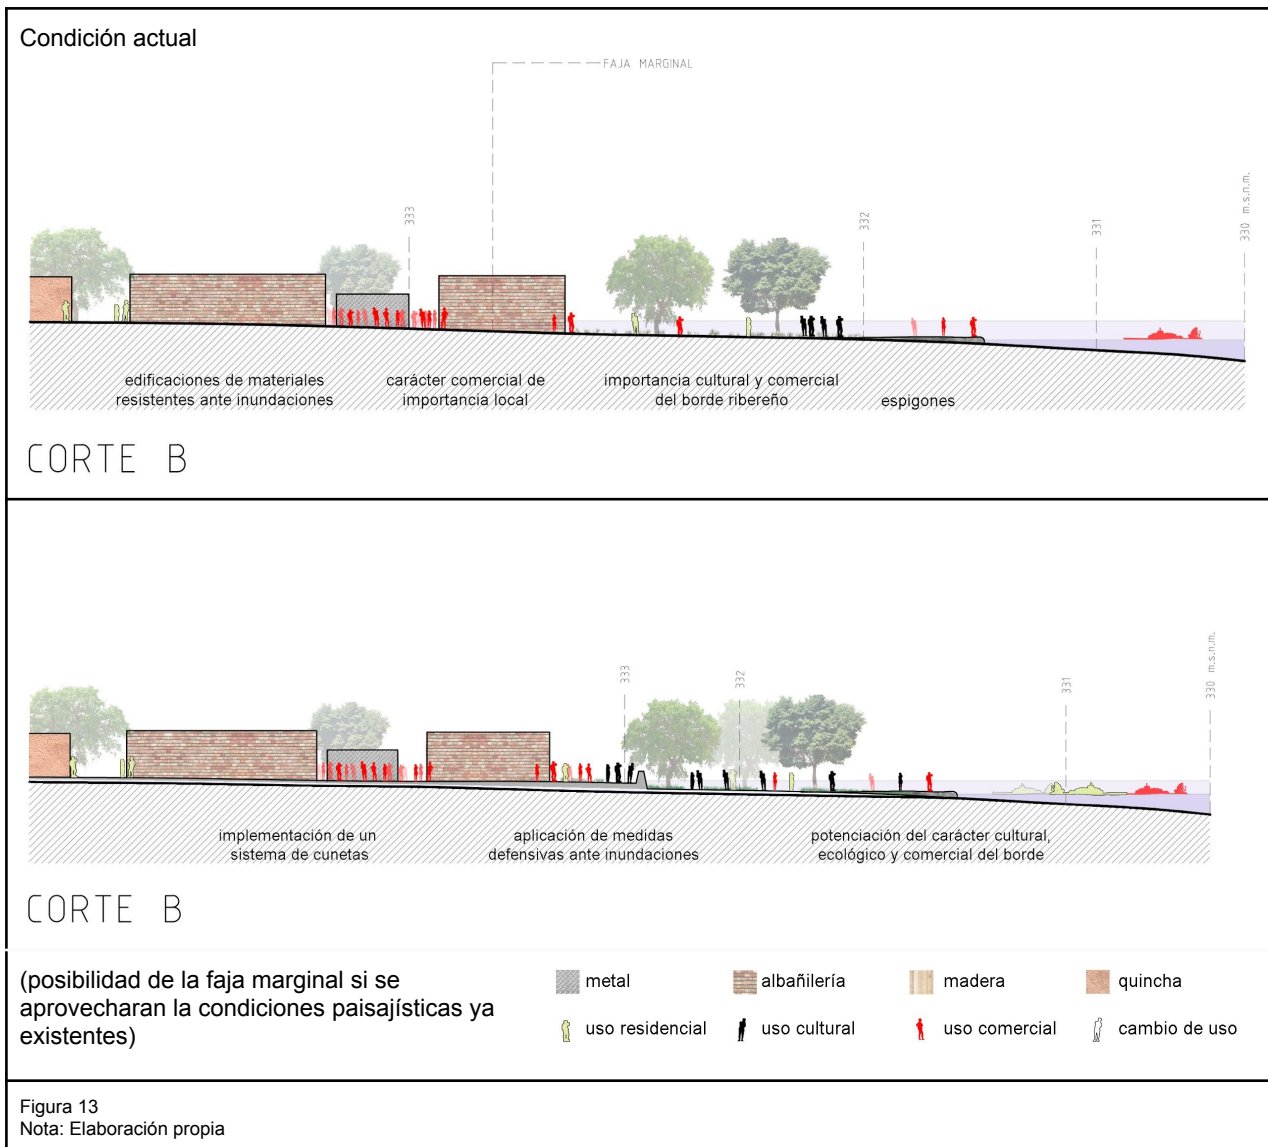 Condición actual
FAJA MARGINAL
333
332
331
330 m.s.n.m.
edificaciones de materiales
resistentes ante inundaciones
carácter comercial de
importancia local
importancia cultural y comercial
del borde ribereño
espigones
CORTE B
333
332
331
330 m.s.n.m.
implementación de un
sistema de cunetas
aplicación de medidas
defensivas ante inundaciones
potenciación del carácter cultural,
ecológico y comercial del borde
CORTE B
(posibilidad de la faja marginal si se
aprovecharan la condiciones paisajísticas ya
existentes)
metal
albañilería
madera
quincha
uso residencial
uso cultural
uso comercial
cambio de uso
Figura 13
Nota: Elaboración propia